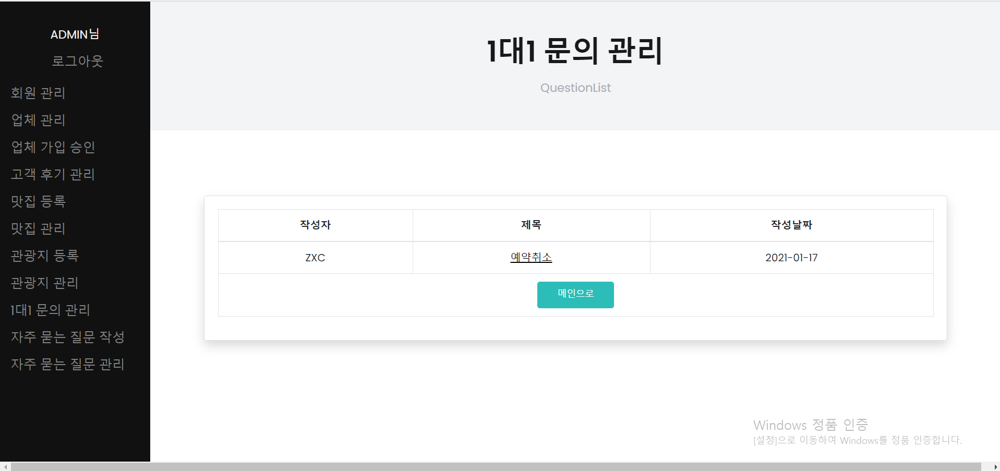 ADMIN님
로그아웃
회원 관리
업체 관리
업체 가입 승인
고객 후기 관리
맛집 등록
맛집 관리
관광지 등록
관광지 관리
1대1 문의 관리
자주 묻는 질문 작성
자주 묻는 질문 관리
1대1 문의 관리
QuestionList
작성자 제목 작성날짜
ZXC 예약취소 2021-01-17
메인으로
Windows 정품 인증
[설정]으로 이동하여 Windows를 정품 인증합니다.